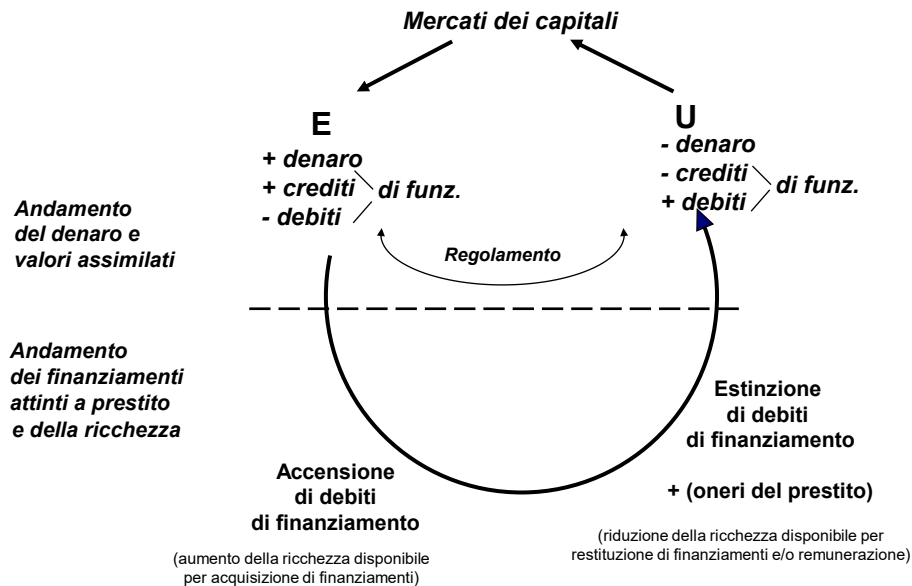 Mercati dei capitali
E
+ denaro
+ crediti
- debiti
di funz.
U
- denaro
- crediti
+ debiti
di funz.
Andamento
del denaro e
valori assimilati
Regolamento
Andamento
dei finanziamenti
attinti a prestito
e della ricchezza
Accensione
di debiti
di finanziamento
(aumento della ricchezza disponibile
per acquisizione di finanziamenti)
Estinzione
di debiti
di finanziamento
+ (oneri del prestito)
(riduzione della ricchezza disponibile per
restituzione di finanziamenti e/o remunerazione)